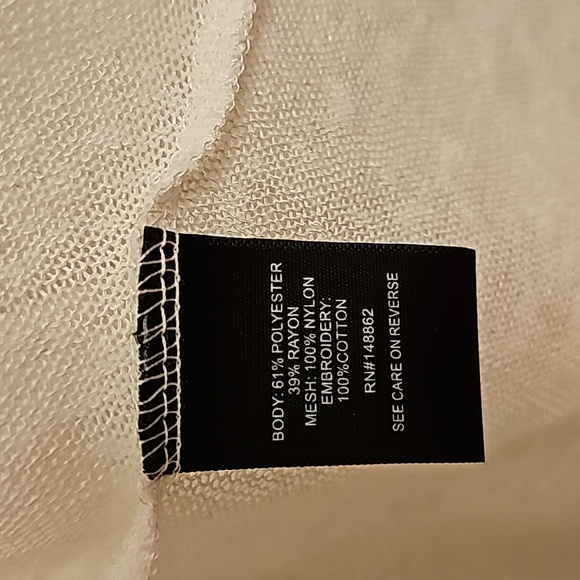 BODY: 61% POLYESTER
39% RAYON
MESH: 100% NYLON
EMBROIDERY:
100%COTTON
RN#148862
SEE CARE ON REVERSE